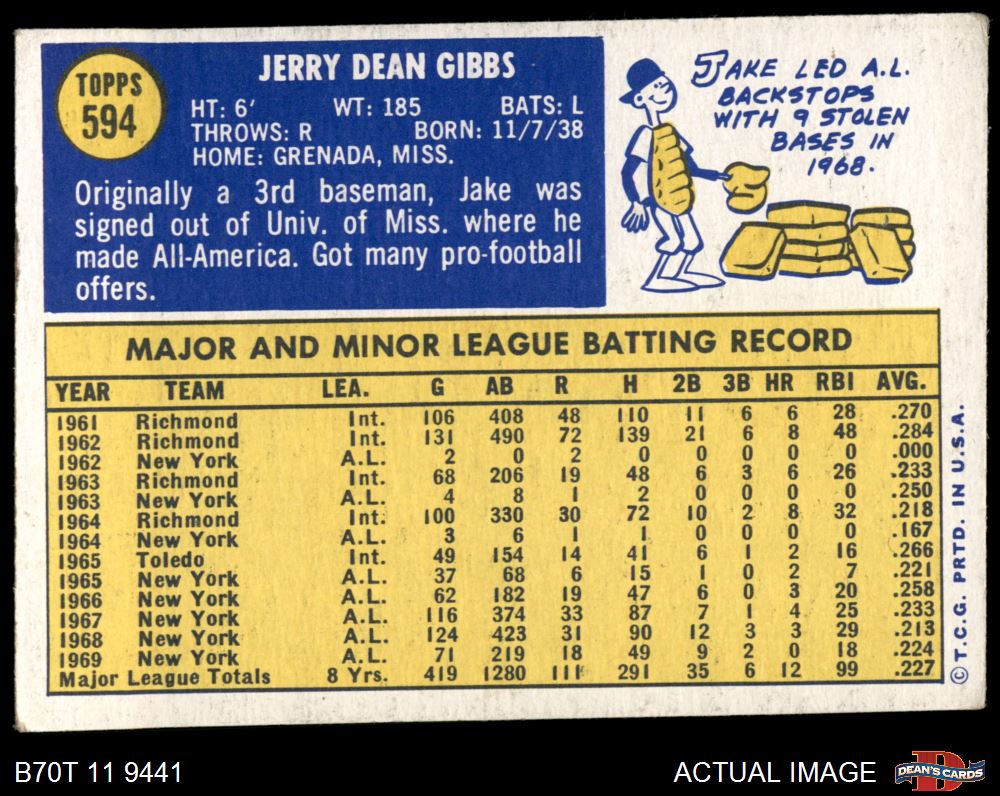 TOPPS
594
JERRY DEAN GIBBS
HT: 6' WT: 185 BATS: L
THROWS: R BORN: 11/7/38
HOME: GRENADA, MISS.
Originally a 3rd baseman, Jake was
signed out of Univ. of Miss. where he
made All-America. Got many pro-football
offers.
JAKE LED A.L.
BACKSTOPS
WITH 9 STOLEN
BASES IN
1968.
MAJOR AND MINOR LEAGUE BATTING RECORD
YEAR TEAM LEA. G AB R H 2B 3B HR RBI AVG.
1961 Richmond Int. 106 408 48 110 11 6 6 28 .270
1962 Richmond Int. 131 490 72 139 21 6 8 48 .284
1962 New York A.L. 2 0 2 0 0 0 0 0 .000
1963 Richmond Int. 68 206 19 48 6 3 6 26 .233
1963 New York A.L. 4 8 1 2 0 0 0 0 .250
1964 Richmond Int. 100 330 30 72 10 2 8 32 .218
1964 New York A.L. 3 6 1 1 0 0 0 0 .167
1965 Toledo Int. 49 154 14 41 6 1 2 16 .266
1965 New York A.L. 37 68 6 15 1 0 2 7 .221
1966 New York A.L. 62 182 19 47 6 0 3 20 .258
1967 New York A.L. 116 374 33 87 7 1 4 25 .233
1968 New York A.L. 124 423 31 90 12 3 3 29 .213
1969 New York A.L. 71 219 18 49 9 2 0 18 .224
Major League Totals 8 Yrs. 419 1280 111 291 35 6 12 99 .227
© T.C.G. PRTD. IN U.S.A.
B70T 11 9441
ACTUAL IMAGE
D
DEAN'S CARDS